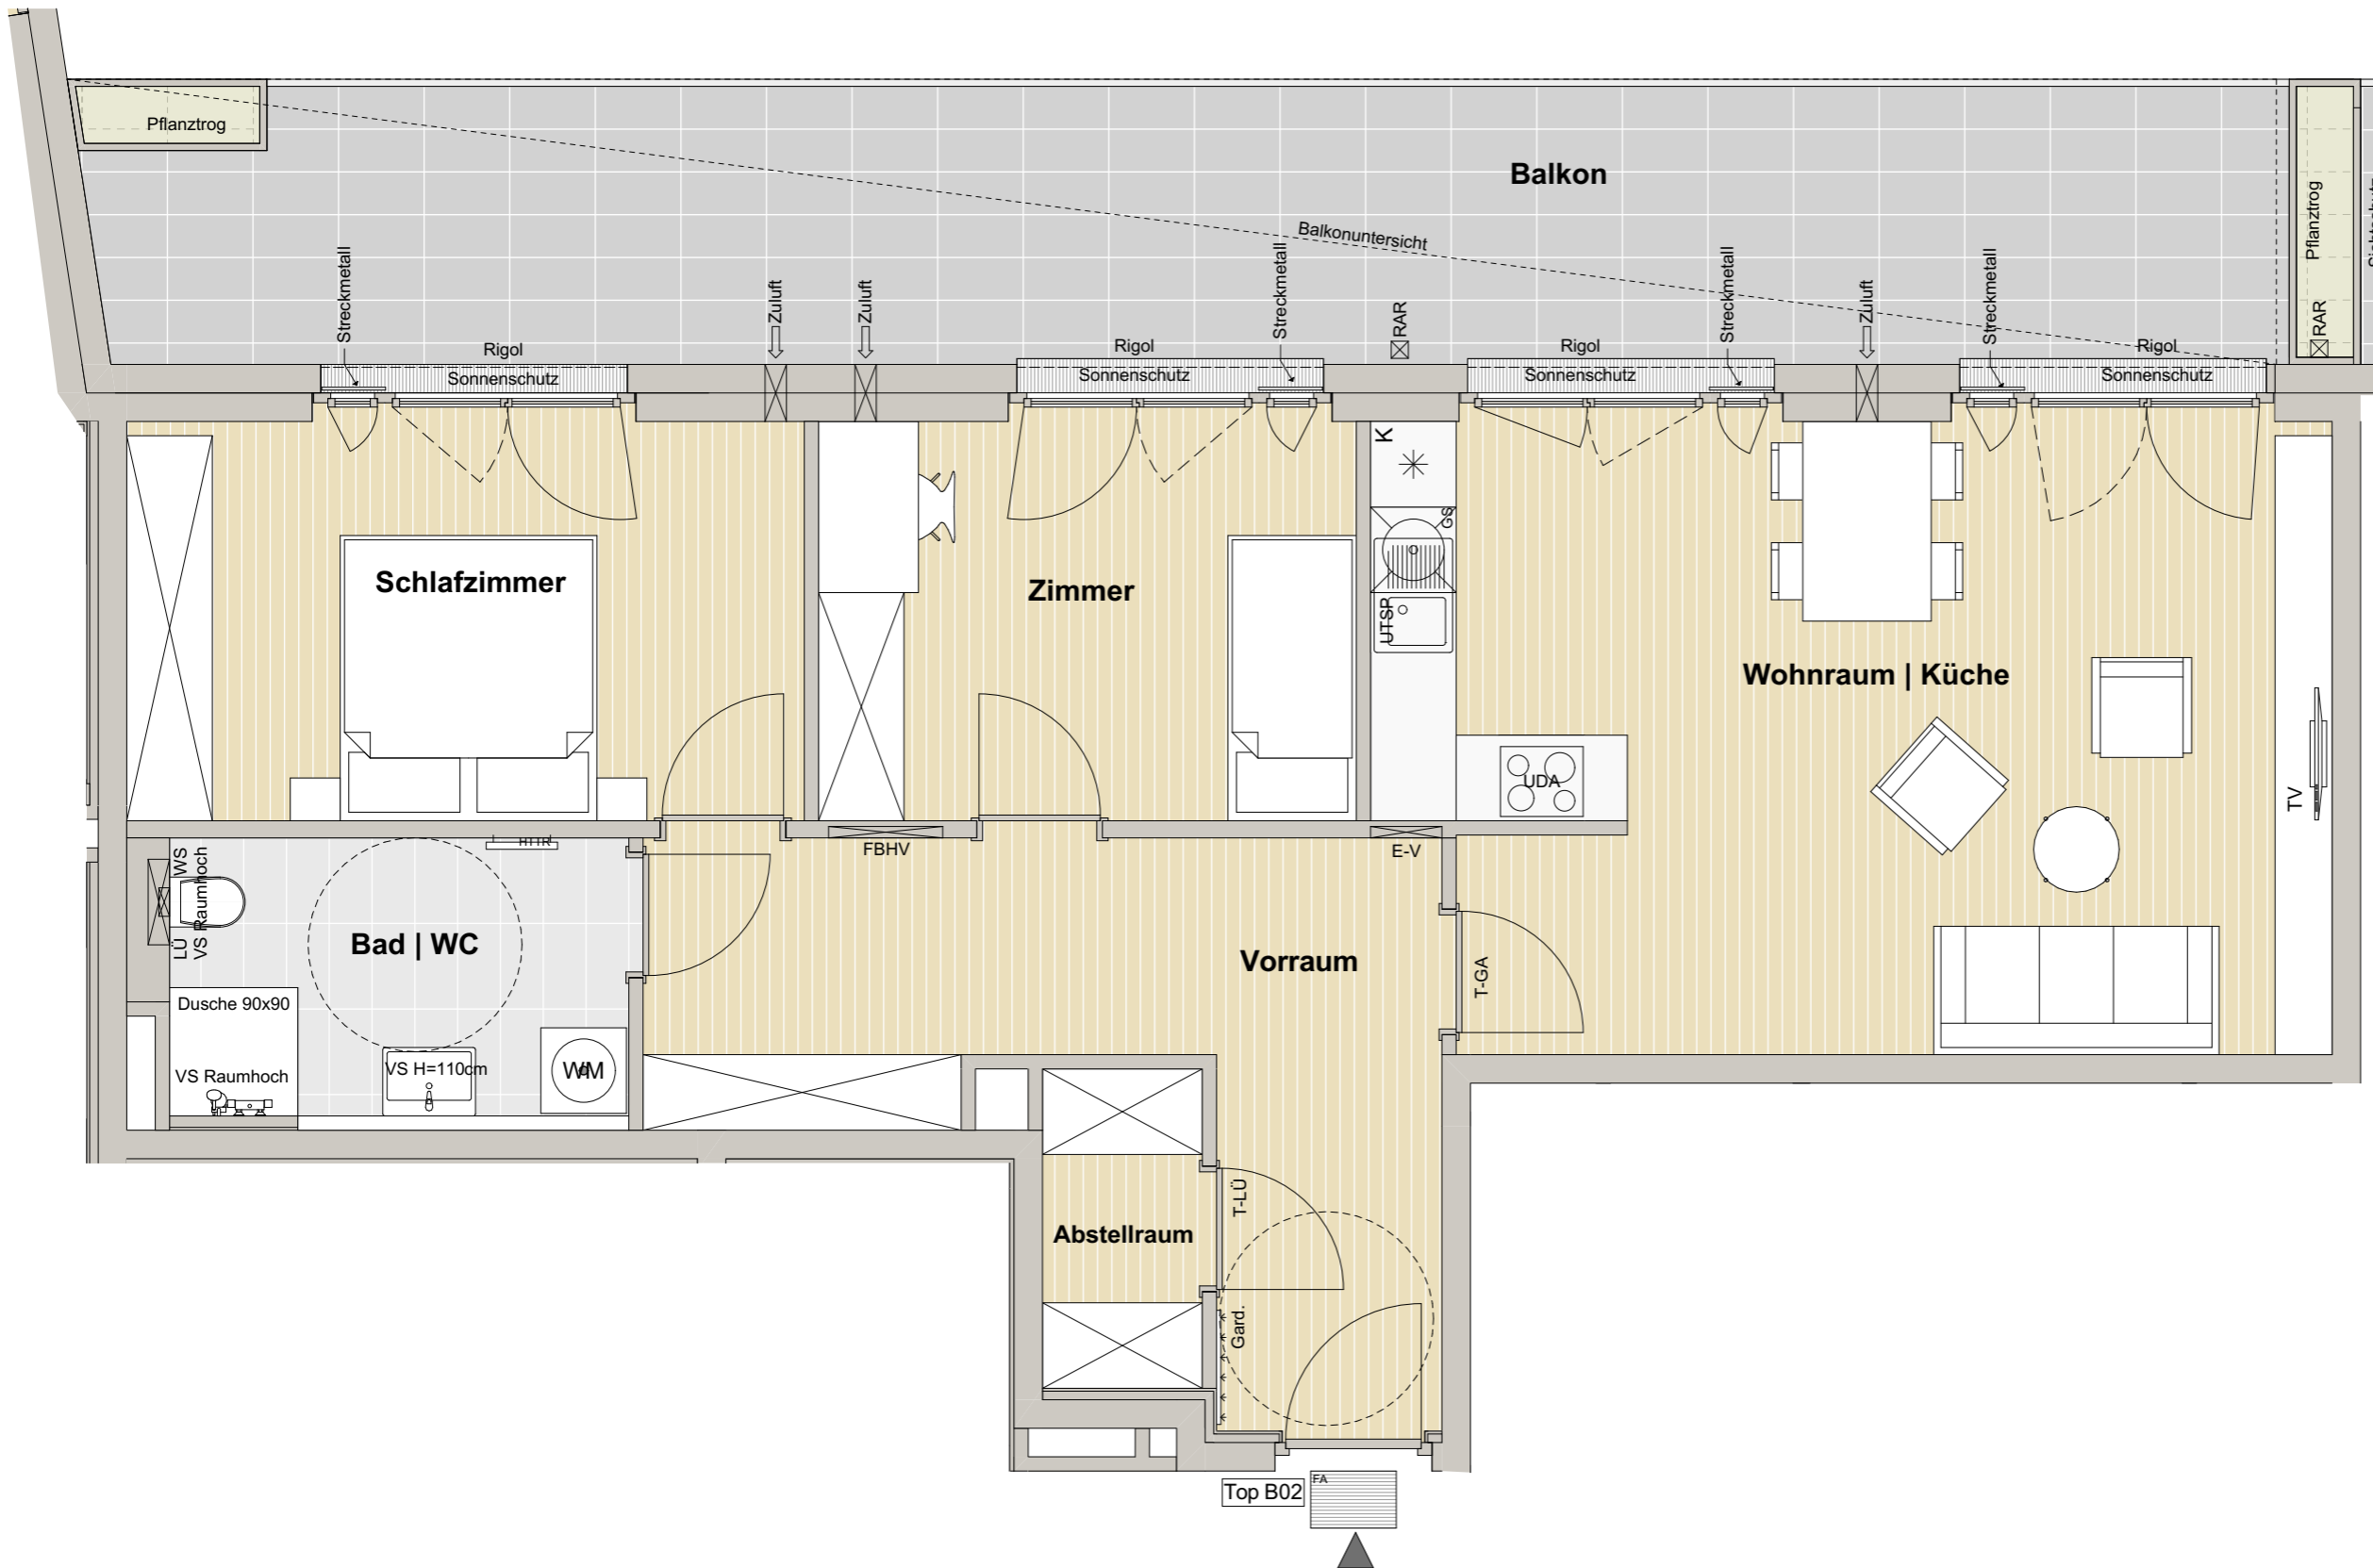 Pflanztrog
Balkon
Balkonuntersicht
Pflanztrog
RAR
Streckmetall
Zuluft
Zuluft
Streckmetall
RAR
Streckmetall
Zuluft
Streckmetall
Rigol
Sonnenschutz
Rigol
Sonnenschutz
Rigol
Sonnenschutz
Rigol
Sonnenschutz
K
GS
UTSP
Schlafzimmer
Zimmer
Wohnraum | Küche
UDA
TV
FBHV
E-V
WS
VS Raumhoch
LÜ
Bad | WC
Vorraum
T-GA
Dusche 90x90
VS Raumhoch
VS H=110cm
WM
T-LÜ
Abstellraum
Gard.
Top B02
FA